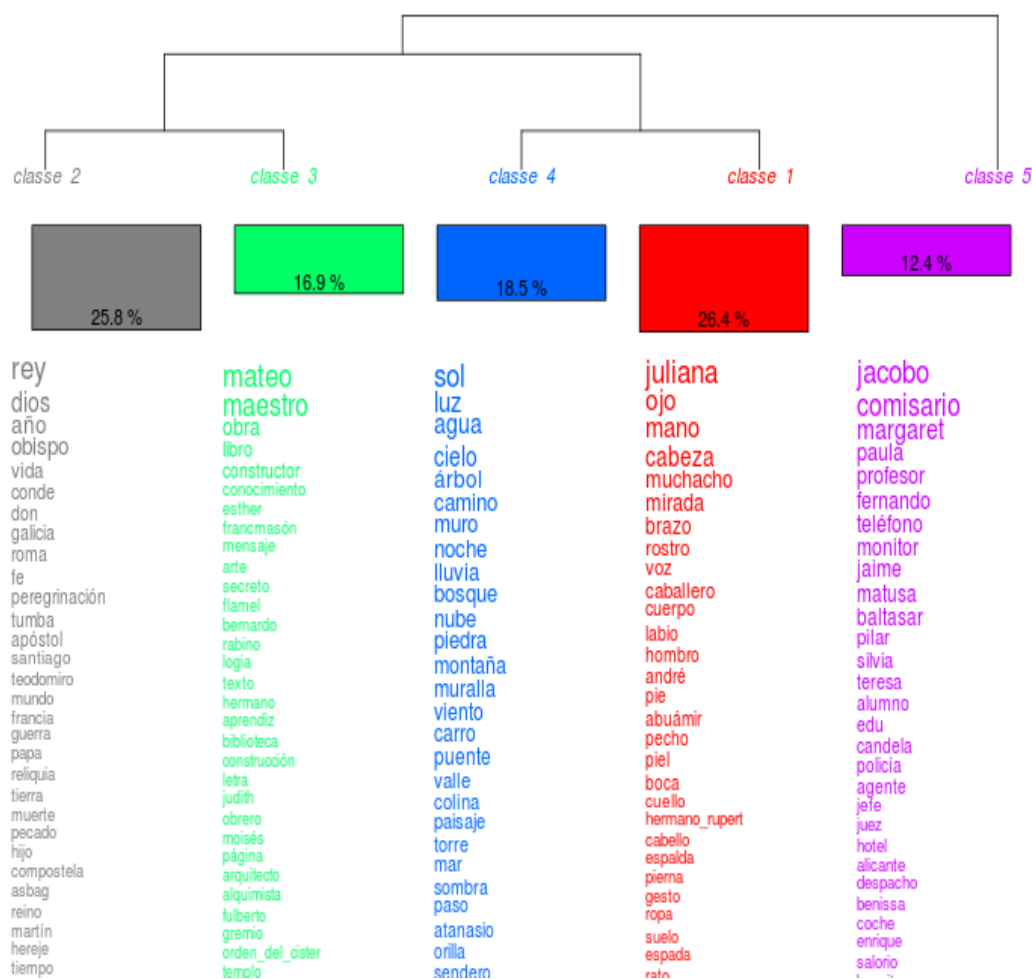 classe 2
classe 3
classe 4
classe 1
classe 5
25.8 %
16.9 %
18.5 %
26.4 %
12.4 %
rey
dios
año
obispo
vida
conde
don
galicia
roma
fe
peregrinación
tumba
apóstol
santiago
teodomiro
mundo
francia
guerra
papa
reliquia
tierra
muerte
pecado
hijo
compostela
asbag
reino
martín
hereje
tiempo
mateo
maestro
obra
libro
constructor
conocimiento
esther
francmasón
mensaje
arte
secreto
flamel
bernardo
rabino
logia
texto
hermano
aprendiz
biblioteca
construcción
letra
judith
obrero
moisés
página
arquitecto
alquimista
fulberto
gremio
orden_del_cister
templo
sol
luz
agua
cielo
árbol
camino
muro
noche
lluvia
bosque
nube
piedra
montaña
muralla
viento
carro
puente
valle
colina
paisaje
torre
mar
sombra
paso
atanasio
orilla
sendero
juliana
ojo
mano
cabeza
muchacho
mirada
brazo
rostro
voz
caballero
cuerpo
labio
hombro
andré
pie
abuámir
pecho
piel
boca
cuello
hermano_rupert
cabello
espalda
pierna
gesto
ropa
suelo
espada
rato
jacobo
comisario
margaret
paula
profesor
fernando
teléfono
monitor
jaime
matusa
baltasar
pilar
silvia
teresa
alumno
edu
candela
policía
agente
jefe
juez
hotel
alicante
despacho
benissa
coche
enrique
salorio